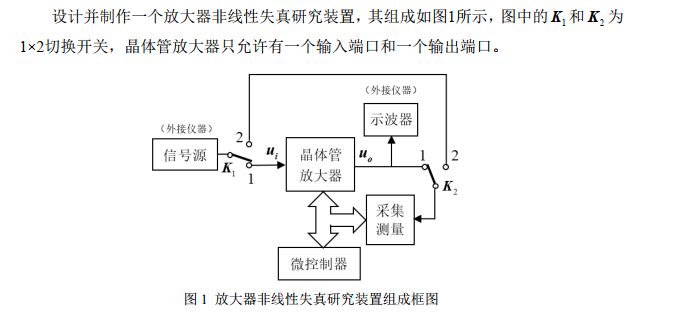 设计并制作一个放大器非线性失真研究装置，其组成如图1所示，图中的 K1 和 K2 为
1×2切换开关，晶体管放大器只允许有一个输入端口和一个输出端口。
（外接仪器）
示波器
（外接仪器）
信号源
2
K1
1
ui
晶体管
放大器
uo
1
2
K2
采集
测量
微控制器
图 1 放大器非线性失真研究装置组成框图